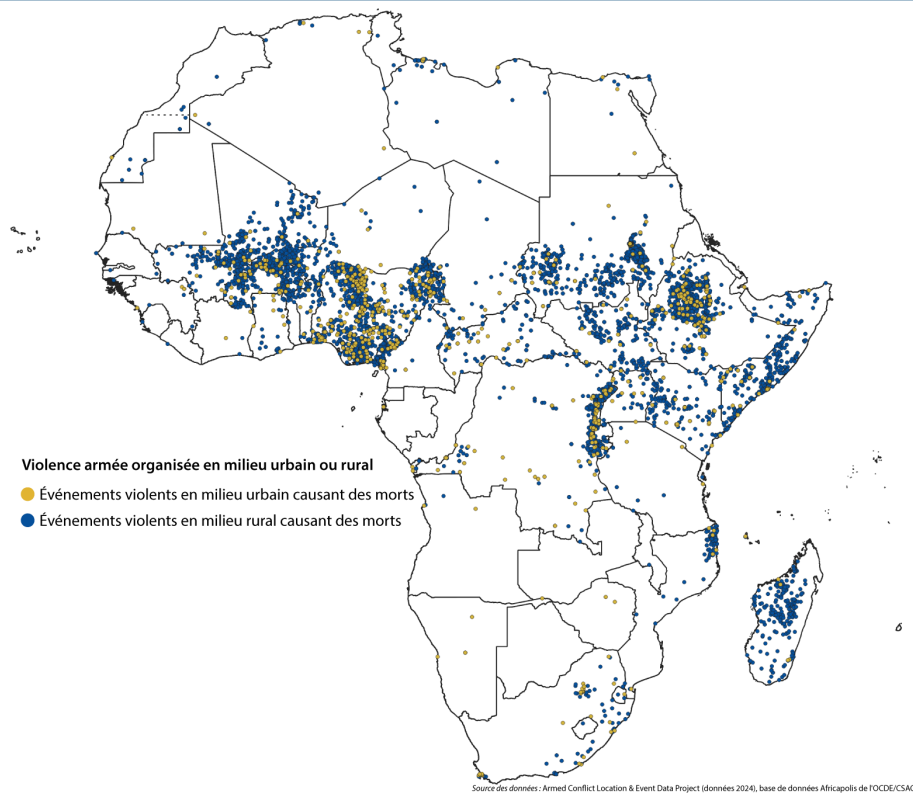 Violence armée organisée en milieu urbain ou rural
Événements violents en milieu urbain causant des morts
Événements violents en milieu rural causant des morts
Source des données : Armed Conflict Location & Event Data Project (données 2024), base de données Africapolis de l'OCDE/CSAO